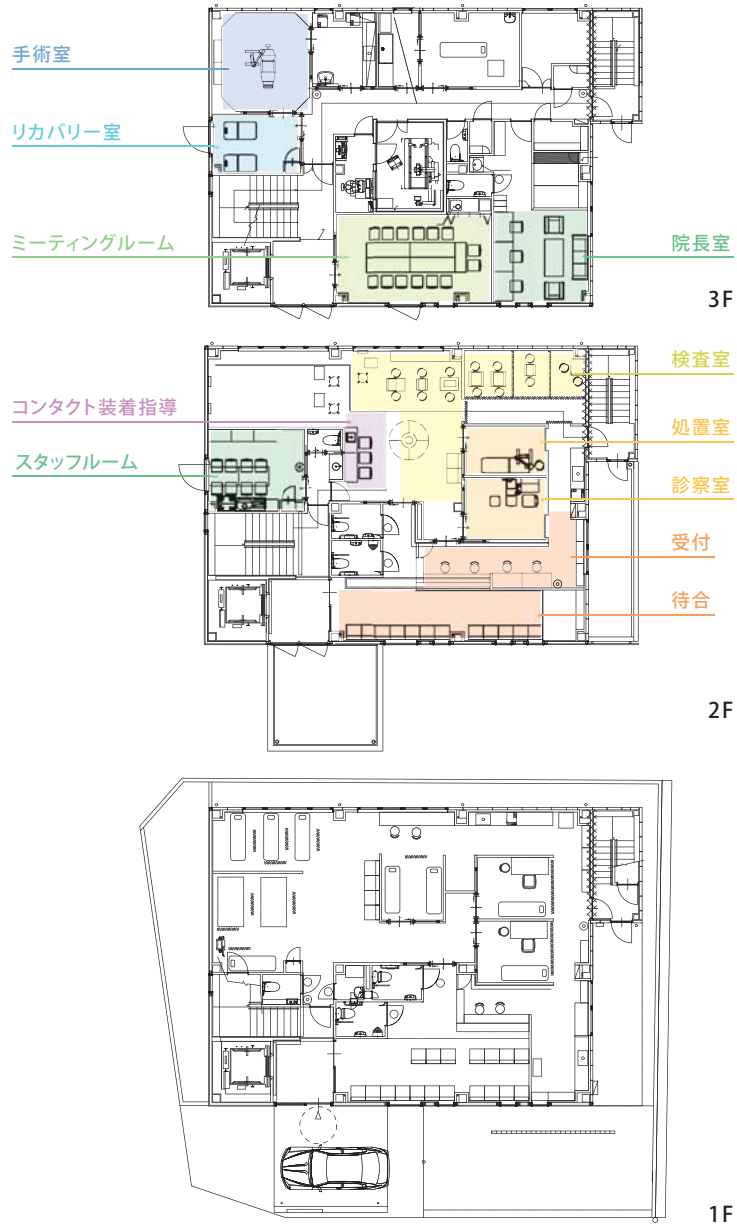 手術室
リカバリー室
ミーティングルーム
院長室
3F
検査室
コンタクト装着指導
処置室
スタッフルーム
診察室
受付
待合
2F
1F